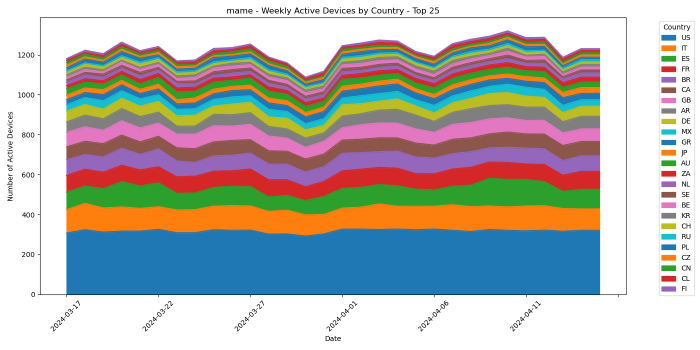 mame - Weekly Active Devices by Country - Top 25
Number of Active Devices
1200
1000
800
600
400
200
0
2024-03-17
2024-03-22
2024-03-27
2024-04-01
2024-04-06
2024-04-11
Date
Country
US
IT
ES
FR
BR
CA
GB
AR
DE
MX
GR
JP
AU
ZA
NL
SE
BE
KR
CH
RU
PL
CZ
CN
CL
FI